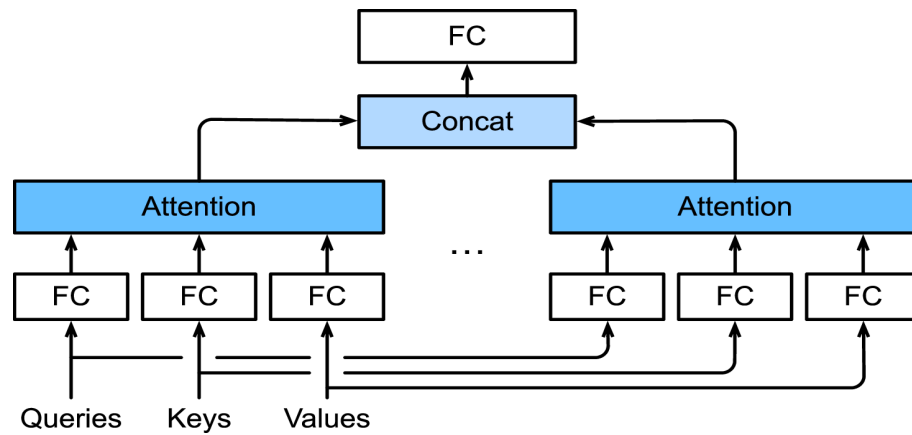 FC
Concat
Attention
Attention
...
FC FC FC FC FC FC
Queries Keys Values